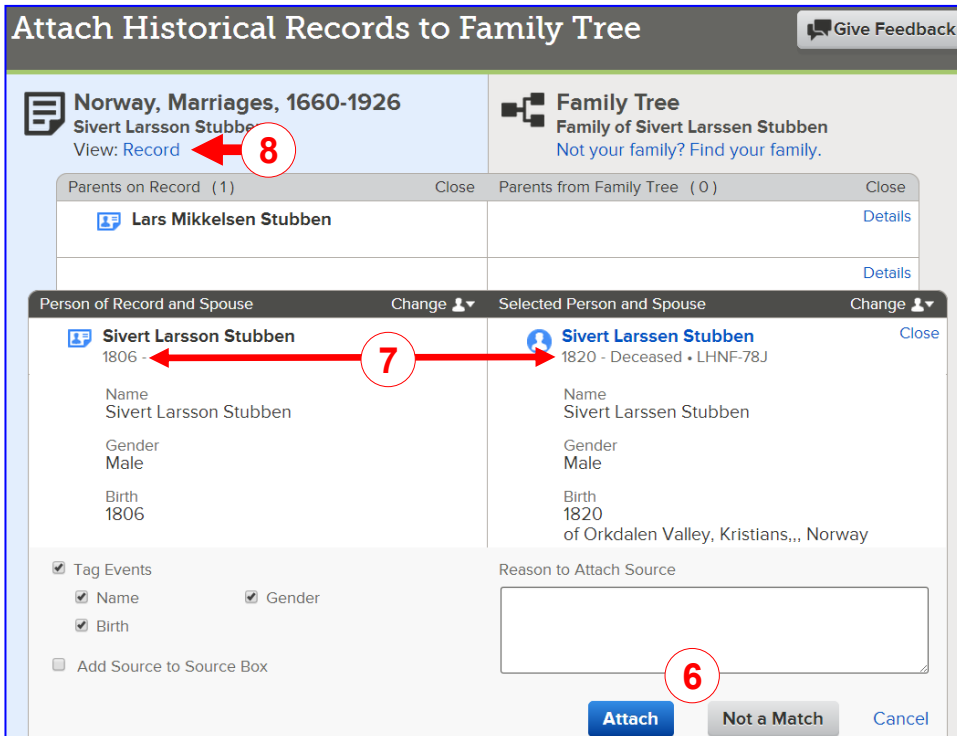 Attach Historical Records to Family Tree
Give Feedback
Norway, Marriages, 1660-1926
Sivert Larsson Stubben
View: Record
8
Family Tree
Family of Sivert Larssen Stubben
Not your family? Find your family.
Parents on Record (1) Close
Parents from Family Tree (0) Close
Lars Mikkelsen Stubben
Details
Details
Person of Record and Spouse Change
Selected Person and Spouse Change
Sivert Larsson Stubben
1806 -
7
Sivert Larssen Stubben
Close
1820 - Deceased • LHNF-78J
Name
Sivert Larsson Stubben
Gender
Male
Birth
1806
Name
Sivert Larssen Stubben
Gender
Male
Birth
1820
of Orkdalen Valley, Kristians,,, Norway
Tag Events
Name Gender
Birth
Add Source to Source Box
Reason to Attach Source
6
Attach Not a Match Cancel